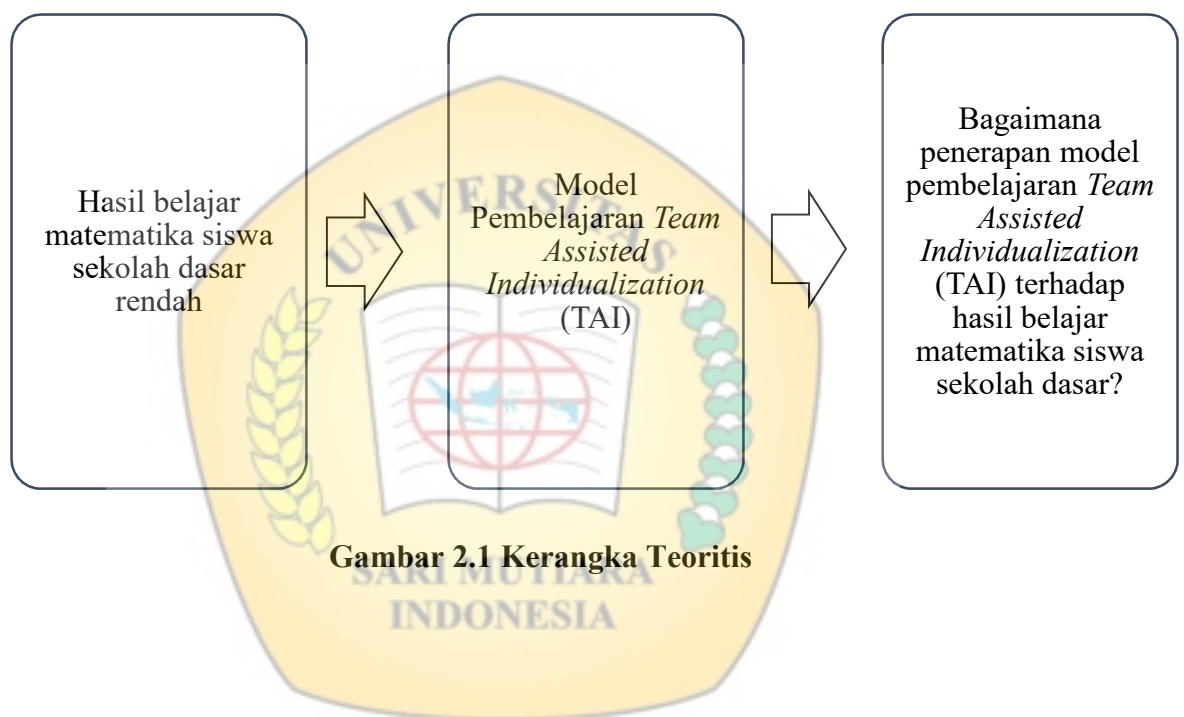 Hasil belajar
matematika siswa
sekolah dasar
rendah
Model
Pembelajaran Team
Assisted
Individualization
(TAI)
Bagaimana
penerapan model
pembelajaran Team
Assisted
Individualization
(TAI) terhadap
hasil belajar
matematika siswa
sekolah dasar?
UNIVERSITAS
Gambar 2.1 Kerangka Teoritis
SARI MUTIARA
INDONESIA